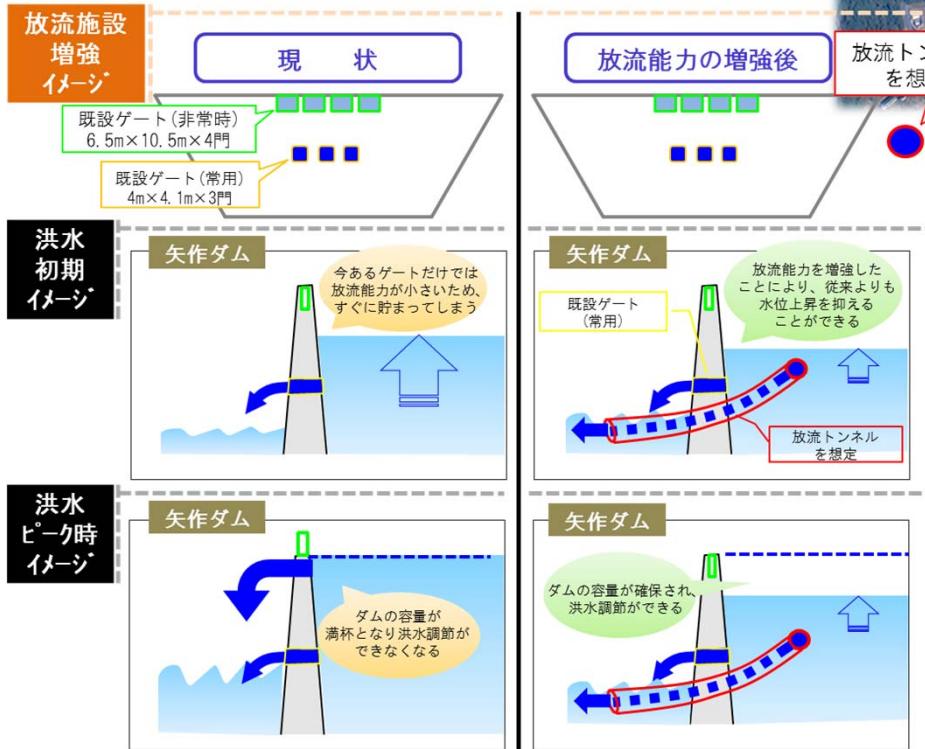 放流施設
増強
イメージ
現　状
放流能力の増強後
放流トン
を想
既設ゲート(非常時)
6.5m×10.5m×4門
既設ゲート(常用)
4m×4.1m×3門
洪水
初期
イメージ
矢作ダム
今あるゲートだけでは
放流能力が小さいため、
すぐに貯まってしまう
矢作ダム
既設ゲート
(常用)
放流能力を増強した
ことにより、従来よりも
水位上昇を抑える
ことができる
放流トンネル
を想定
洪水
ピーク時
イメージ
矢作ダム
ダムの容量が
満杯となり洪水調節が
できなくなる
矢作ダム
ダムの容量が確保され、
洪水調節ができる